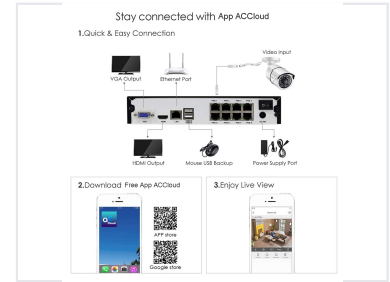 Stay connected with App ACCloud
1.Quick & Easy Connection
Video Input
VGA Output
Ethernet Port
HDMI Output
Mouse USB Backup
Power Supply Port
2.Download Free App ACCloud
3.Enjoy Live View
APP store
Google store